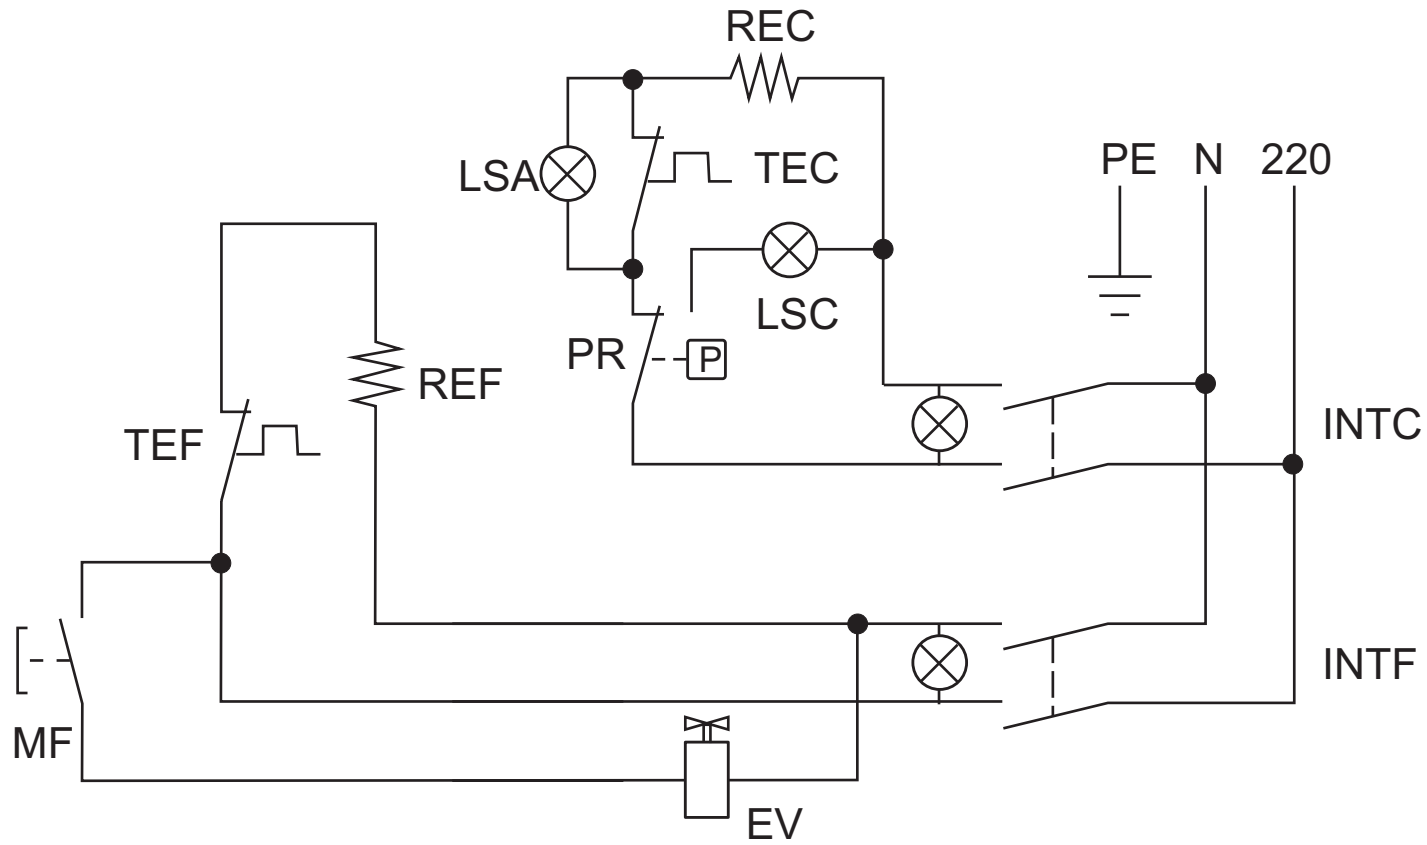 REC
PE N 220
LSA
TEC
LSC
PR
P
REF
INTC
TEF
INTF
MF
EV